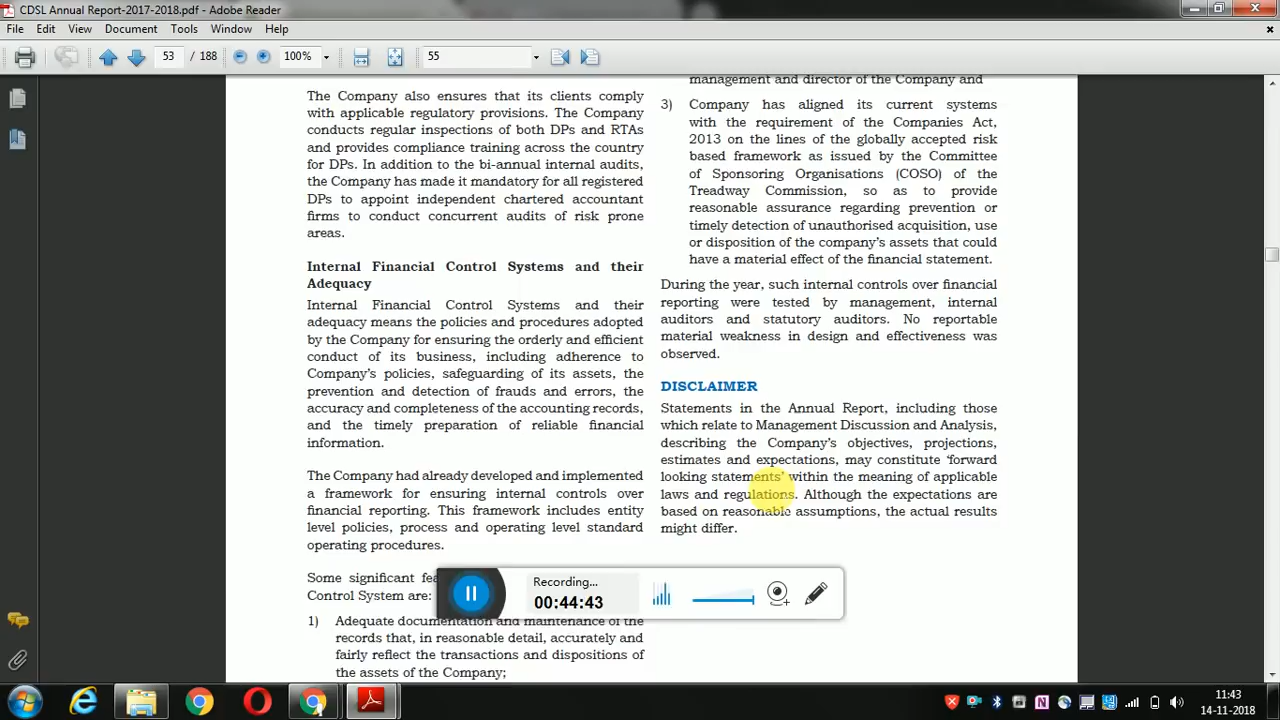 CDSL Annual Report-2017-2018.pdf - Adobe Reader
File Edit View Document Tools Window Help
53 / 188 100% 55
The Company also ensures that its clients comply
with applicable regulatory provisions. The Company
conducts regular inspections of both DPs and RTAs
and provides compliance training across the country
for DPs. In addition to the bi-annual internal audits,
the Company has made it mandatory for all registered
DPs to appoint independent chartered accountant
firms to conduct concurrent audits of risk prone
areas.
Internal Financial Control Systems and their
Adequacy
Internal Financial Control Systems and their
adequacy means the policies and procedures adopted
by the Company for ensuring the orderly and efficient
conduct of its business, including adherence to
Company's policies, safeguarding of its assets, the
prevention and detection of frauds and errors, the
accuracy and completeness of the accounting records,
and the timely preparation of reliable financial
information.
The Company had already developed and implemented
a framework for ensuring internal controls over
financial reporting. This framework includes entity
level policies, process and operating level standard
operating procedures.
Some significant
Control System are:
1) Adequate documentation and maintenance of the
records that, in reasonable detail, accurately and
fairly reflect the transactions and dispositions of
the assets of the Company;
management and director of the Company and
3) Company has aligned its current systems
with the requirement of the Companies Act,
2013 on the lines of the globally accepted risk
based framework as issued by the Committee
of Sponsoring Organisations (COSO) of the
Treadway Commission, so as to provide
reasonable assurance regarding prevention or
timely detection of unauthorised acquisition, use
or disposition of the company's assets that could
have a material effect of the financial statement.
During the year, such internal controls over financial
reporting were tested by management, internal
auditors and statutory auditors. No reportable
material weakness in design and effectiveness was
observed.
DISCLAIMER
Statements in the Annual Report, including those
which relate to Management Discussion and Analysis,
describing the Company's objectives, projections,
estimates and expectations, may constitute 'forward
looking statements' within the meaning of applicable
laws and regulations. Although the expectations are
based on reasonable assumptions, the actual results
might differ.
Recording...
00:44:43
11:43
14-11-2018